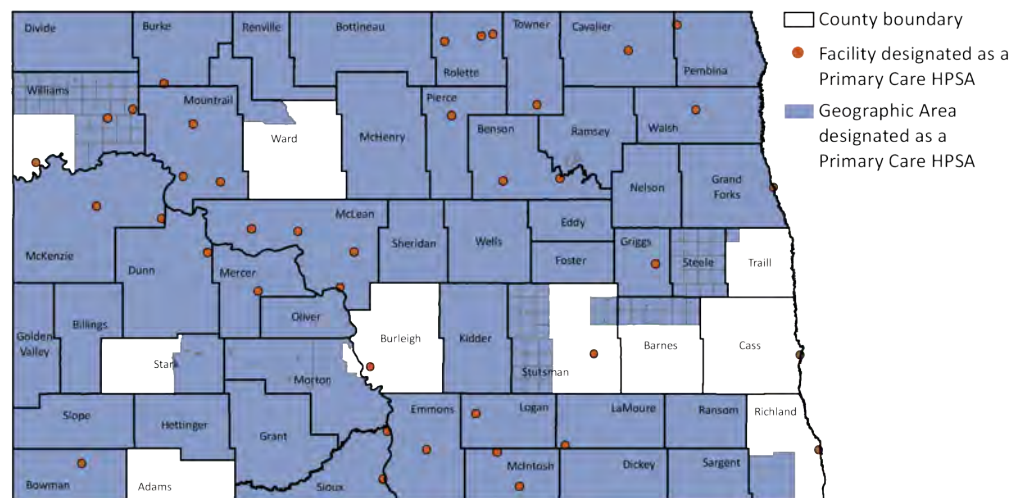 Divide
Burke
Renville
Bottineau
Rolette
Towner
Cavalier
Pembina
Williams
Mountrail
Ward
McHenry
Pierce
Benson
Ramsey
Walsh
Nelson
Grand
Forks
McKenzie
Dunn
McLean
Mercer
Oliver
Sheridan
Wells
Eddy
Foster
Griggs
Steele
Traill
Golden
Valley
Billings
Stark
Morton
Burleigh
Kidder
Stutsman
Barnes
Cass
Slope
Hettinger
Grant
Emmons
Logan
LaMoure
Ransom
Richland
Bowman
Adams
Sioux
McIntosh
Dickey
Sargent
County boundary
Facility designated as a
Primary Care HPSA
Geographic Area
designated as a
Primary Care HPSA